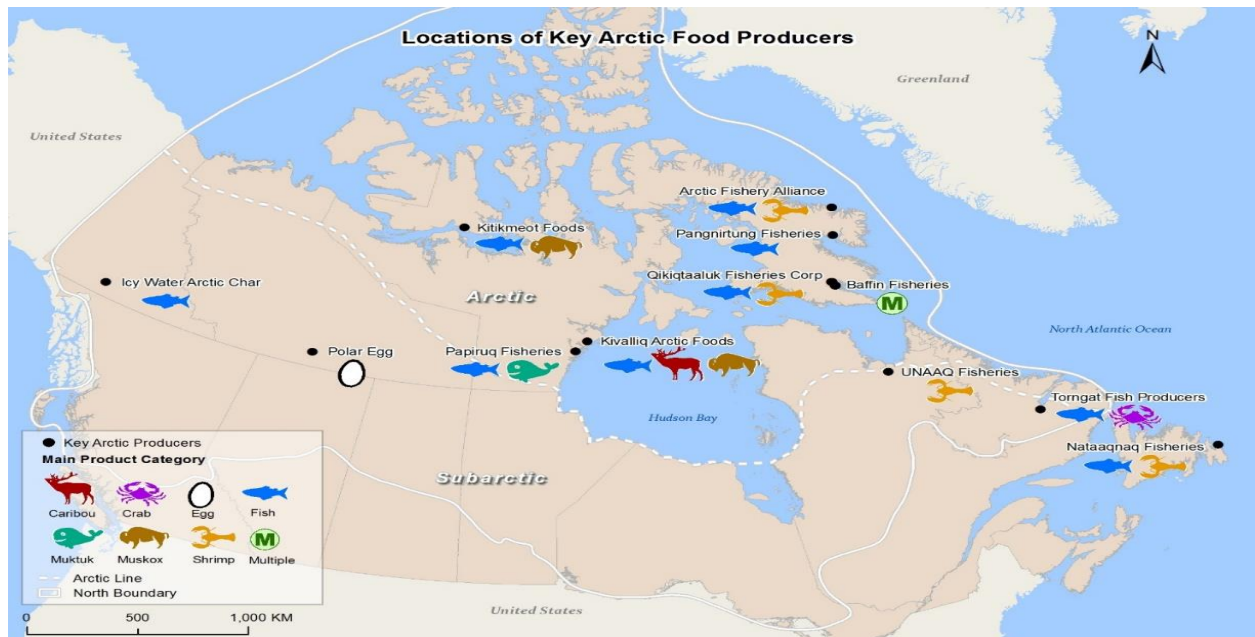 Locations of Key Arctic Food Producers
N
Greenland
United States
Arctic Fishery Alliance
Kitikmeot Foods
Pangnirtung Fisheries
Icy Water Arctic Char
Qikiqtaaluk Fisheries Corp
Baffin Fisheries
M
Arctic
North Atlantic Ocean
Polar Egg
Papiruq Fisheries
Kivalliq Arctic Foods
UNAAQ Fisheries
Torngat Fish Producers
Hudson Bay
Nataaqnaq Fisheries
Subarctic
Key Arctic Producers
Main Product Category
Caribou
Crab
Egg
Fish
M
Muktuk
Muskox
Shrimp
Multiple
Arctic Line
North Boundary
United States
0 500 1,000 KM